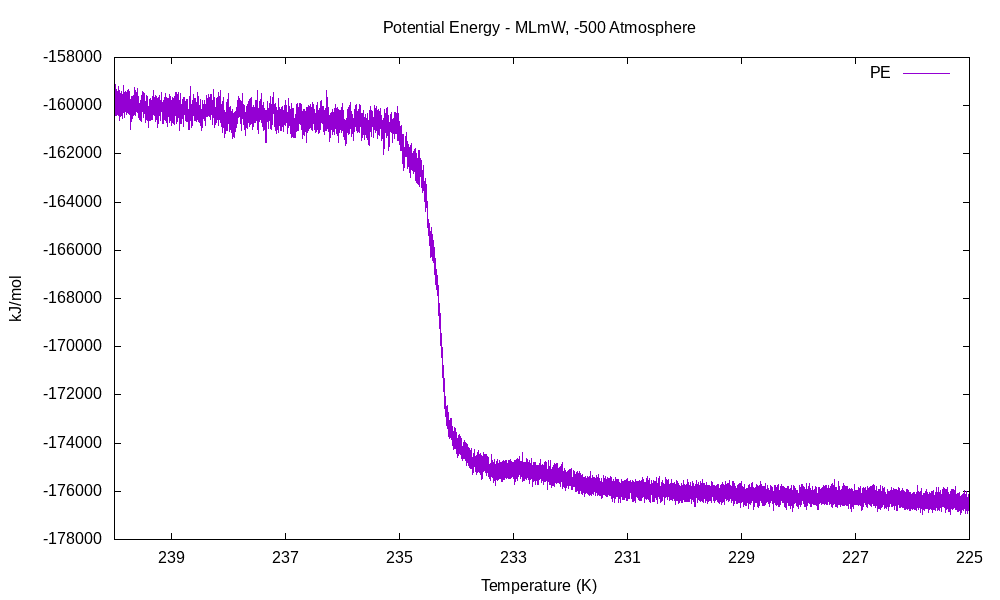 Potential Energy - MLmW, -500 Atmosphere
PE
-158000
-160000
-162000
-164000
-166000
-168000
-170000
-172000
-174000
-176000
-178000
kJ/mol
239 237 235 233 231 229 227 225
Temperature (K)